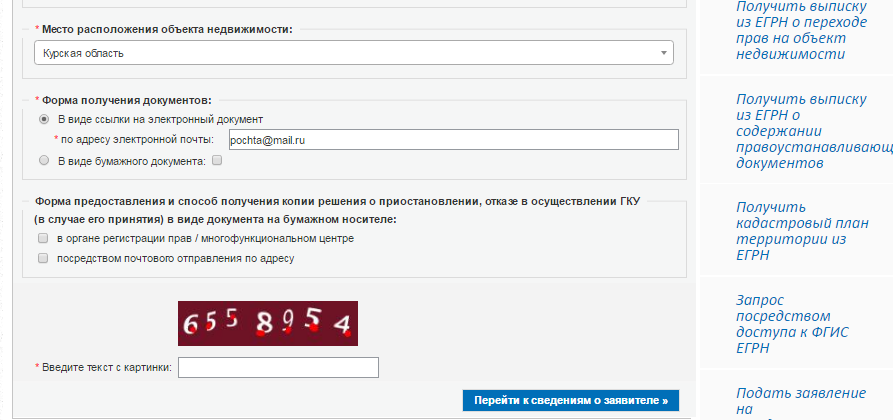 * Место расположения объекта недвижимости:
Курская область
* Форма получения документов:
В виде ссылки на электронный документ
* по адресу электронной почты: pochta@mail.ru
В виде бумажного документа:
Форма предоставления и способ получения копии решения о приостановлении, отказе в осуществлении ГКУ
(в случае его принятия) в виде документа на бумажном носителе:
в органе регистрации прав / многофункциональном центре
посредством почтового отправления по адресу
6558954
* Введите текст с картинки:
Перейти к сведениям о заявителе »
Получить выписку
из ЕГРН о переходе
прав на объект
недвижимости
Получить выписку
из ЕГРН о
содержании
правоустанавливающ
документов
Получить
кадастровый план
территории из
ЕГРН
Запрос
посредством
доступа к ФГИС
ЕГРН
Подать заявление
на